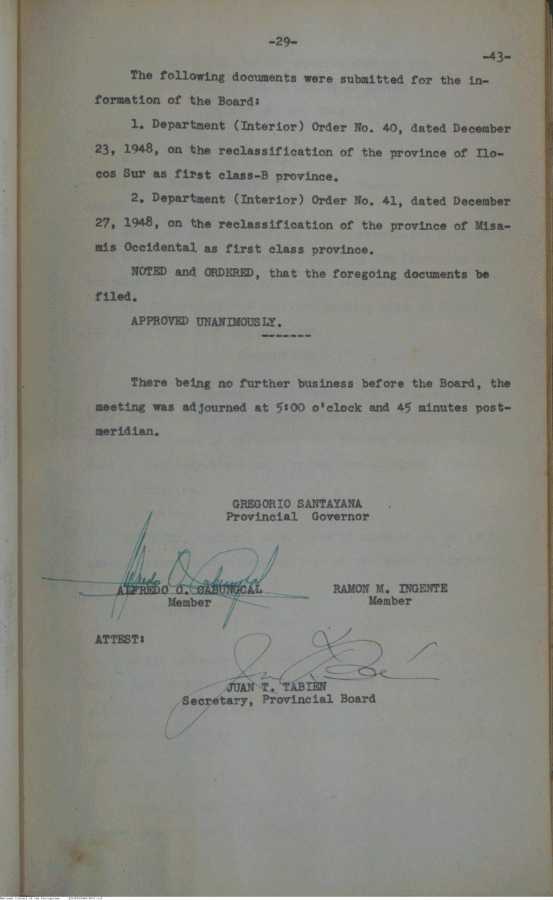 -29-
-43-
The following documents were submitted for the in-
formation of the Board:
1. Department (Interior) Order No. 40, dated December
23, 1948, on the reclassification of the province of Ilo-
cos Sur as first class-B province.
2. Department (Interior) Order No. 41, dated December
27, 1948, on the reclassification of the province of Misa-
mis Occidental as first class province.
NOTED and ORDERED, that the foregoing documents be
filed.
APPROVED UNANIMOUSLY.
-------
There being no further business before the Board, the
meeting was adjourned at 5:00 o'clock and 45 minutes post-
meridian.
GREGORIO SANTAYANA
Provincial Governor
ALFREDO O. CABUNGCAL
Member
RAMON M. INGENTE
Member
ATTEST:
JUAN T. TABIEN
Secretary, Provincial Board
National Library of the Philippines